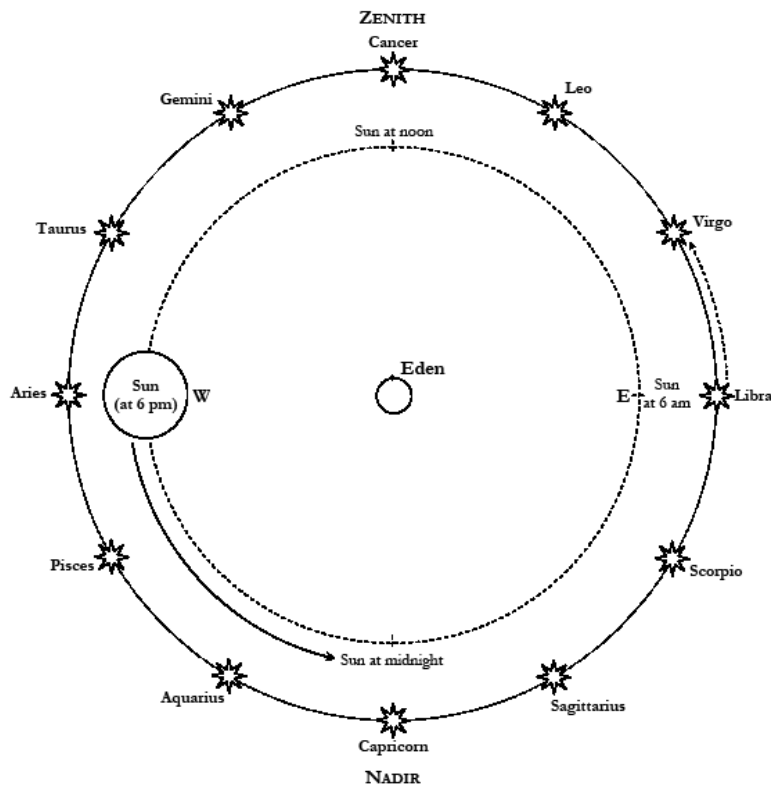 ZENITH
Cancer
Gemini
Leo
Sun at noon
Taurus
Virgo
Eden
Aries
Sun
(at 6 pm)
W
E
Sun
at 6 am
Libra
Pisces
Scorpio
Sun at midnight
Aquarius
Sagittarius
Capricorn
NADIR